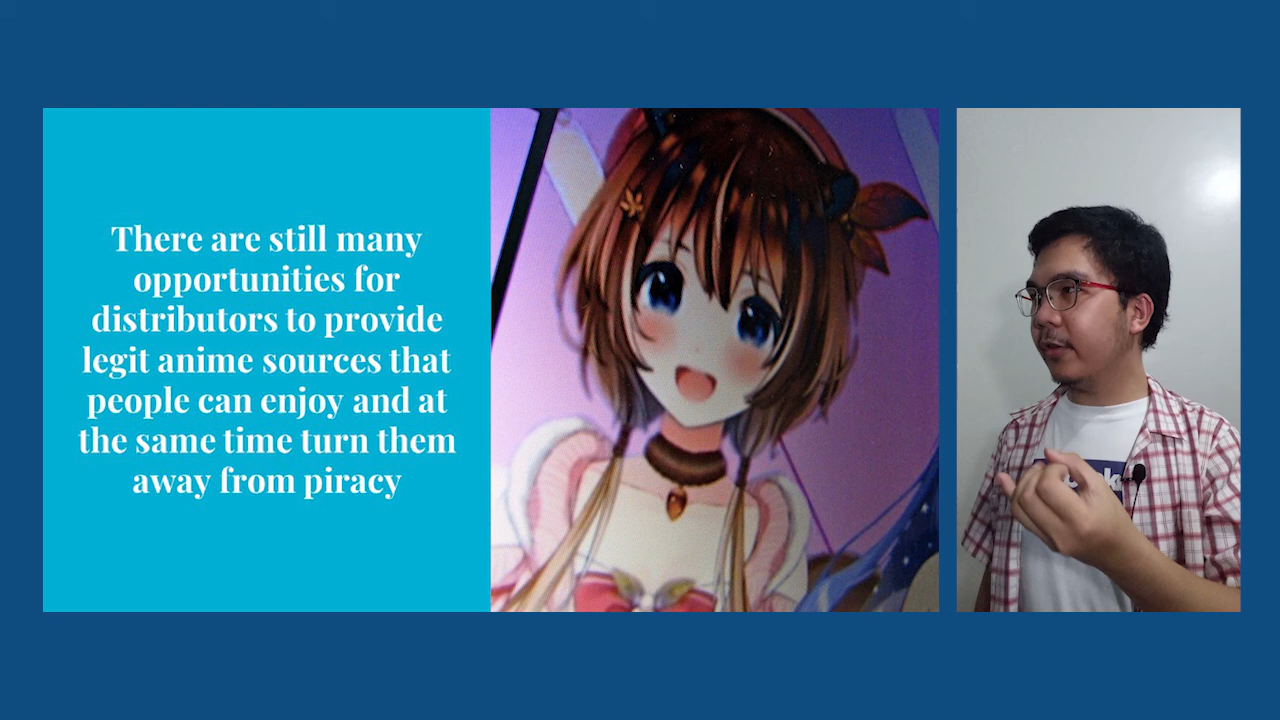 There are still many
opportunities for
distributors to provide
legit anime sources that
people can enjoy and at
the same time turn them
away from piracy